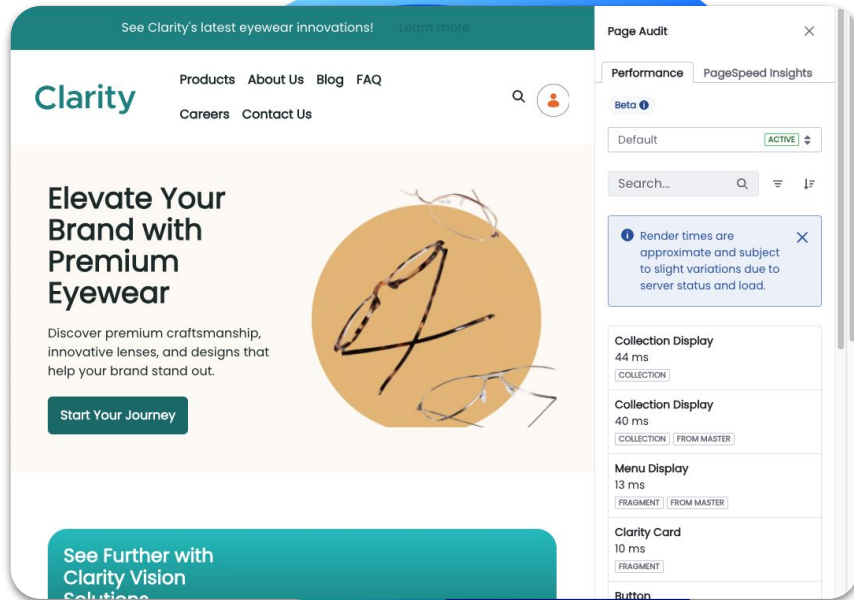 See Clarity's latest eyewear innovations! Learn more
Clarity
Products About Us Blog FAQ
Careers Contact Us
Elevate Your
Brand with
Premium
Eyewear
Discover premium craftsmanship,
innovative lenses, and designs that
help your brand stand out.
Start Your Journey
See Further with
Clarity Vision
Solutions
Page Audit
Performance PageSpeed Insights
Beta
Default ACTIVE
Search...
Render times are
approximate and subject
to slight variations due to
server status and load.
Collection Display
44 ms
COLLECTION
Collection Display
40 ms
COLLECTION FROM MASTER
Menu Display
13 ms
FRAGMENT FROM MASTER
Clarity Card
10 ms
FRAGMENT
Button